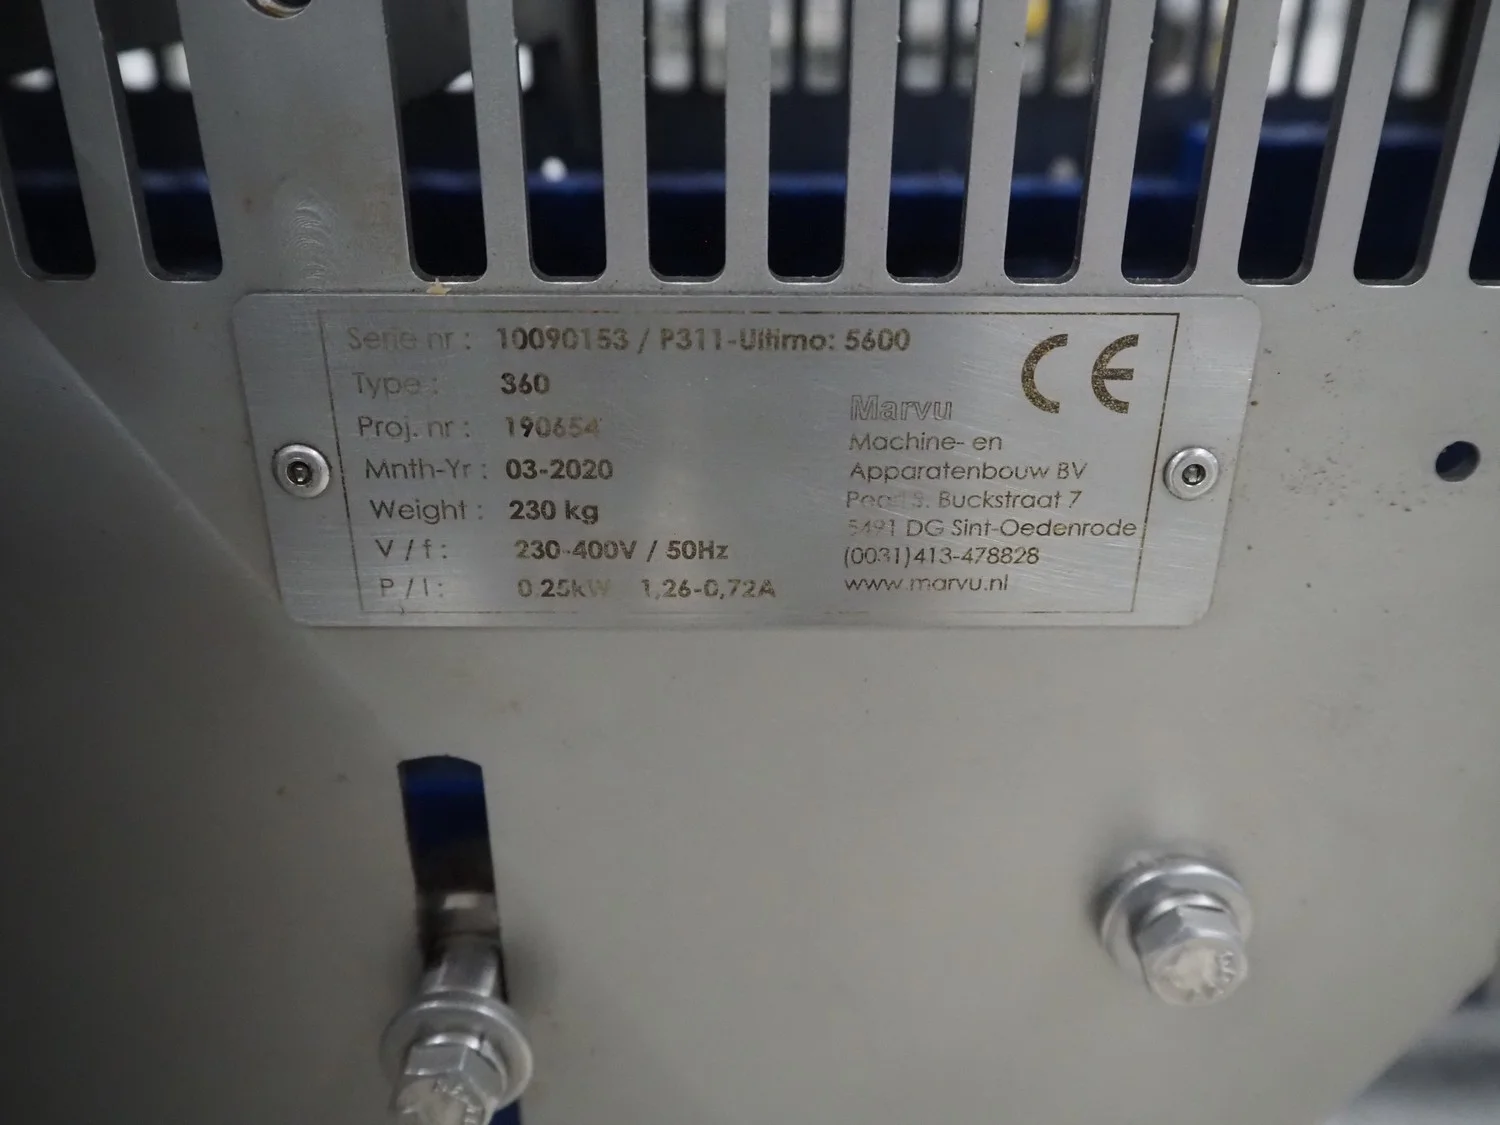 Serie nr : 10090153 / P311-Ultimo: 5600
Type : 360
Proj. nr : 190654
Mnth-Yr : 03-2020
Weight : 230 kg
V / f : 230-400V / 50Hz
P / I : 0.25kW 1,26-0,72A
CE
Marvu
Machine- en
Apparatenbouw BV
S. Buckstraat 7
5491 DG Sint-Oedenrode
(0031)413-478828
www.marvu.nl